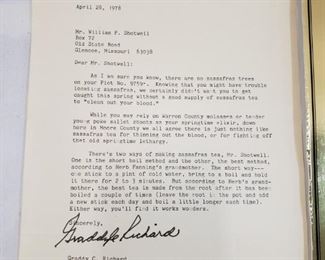 April 20, 1978
Mr. William P. Shotwell
Box 72
Old State Road
Glencoe, Missouri 63038
Dear Mr. Shotwell:
As I am sure you know, there are no sassafras trees
on your Plot No. 9759-. Knowing that you might have trouble
locating sassafras, we certainly didn't want you to get
caught this spring without a good supply of sassafras tea
to "clean out your blood."
While you may rely on Warren County molasses or tender
young poke wallet shoots as your springtime elixir, down
here in Moore County we all agree there is just nothing like
sassafras tea for thinning out the blood, or for fighting off
that old springtime lethargy.
There's two ways of making sassafras tea, Mr. Shotwell.
One is the short boil method and the other, the best method,
according to Herb Fanning's grandmother. The short way---
one stick to a pint of cold water, bring to a boil and hold
it there for 2 to 3 minutes. But according to Herb's grand-
mother, the best tea is made from the root after it has been
boiled a couple of times (leave the root in the pot and add
a new stick each day and boil a little longer each time).
Either way, you'll find it works wonders.
Sincerely,
Graddy C Richard
Graddy C. Richard